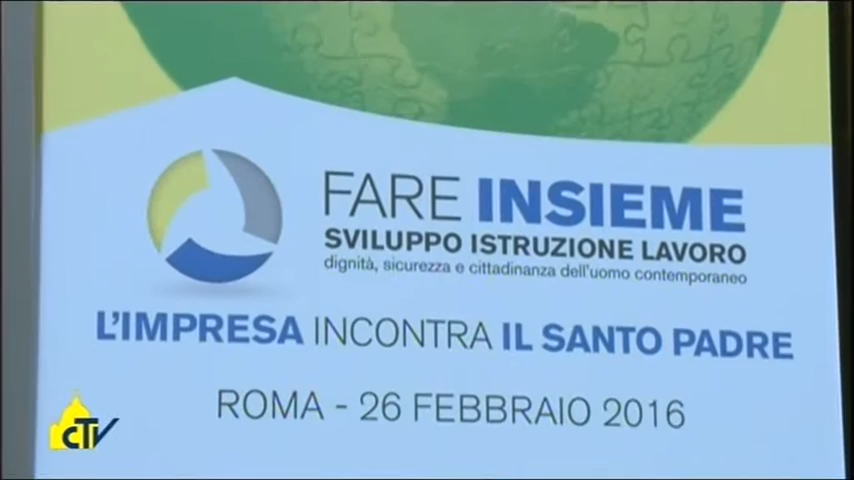 FARE INSIEME
SVILUPPO ISTRUZIONE LAVORO
dignità, sicurezza e cittadinanza dell'uomo contemporaneo
L'IMPRESA INCONTRA IL SANTO PADRE
ROMA - 26 FEBBRAIO 2016
CTV